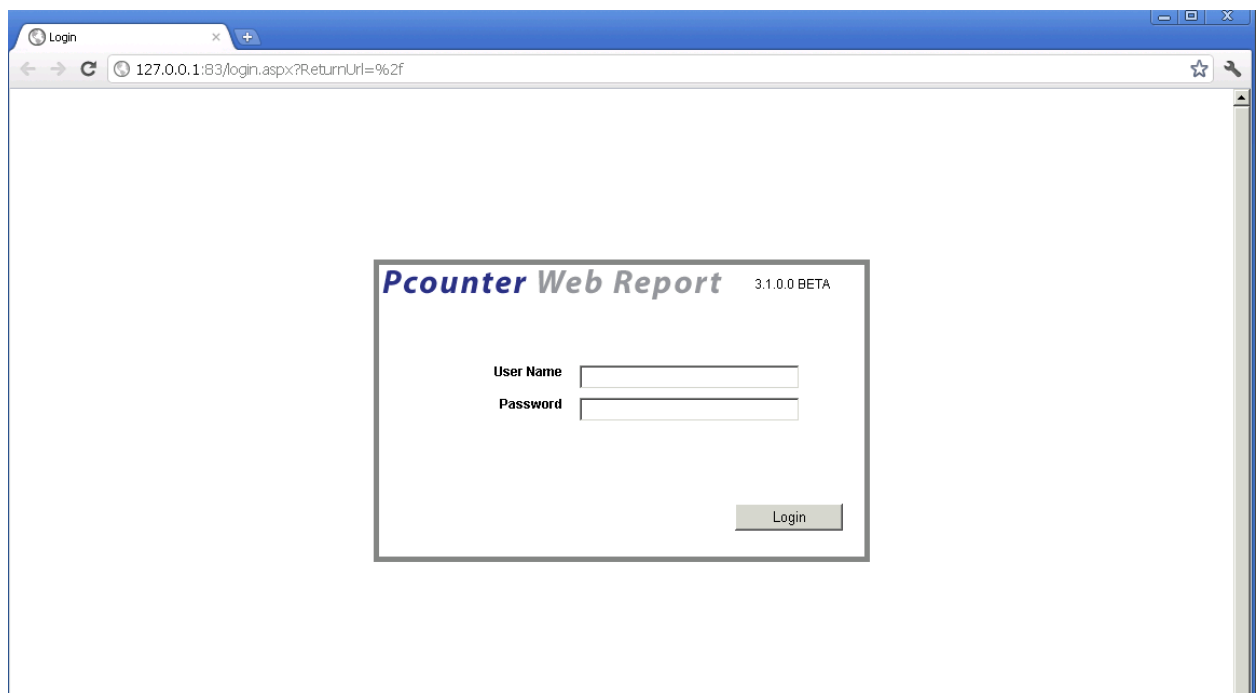 Login
127.0.0.1:83/login.aspx?ReturnUrl=%2f
Pcounter Web Report 3.1.0.0 BETA
User Name
Password
Login